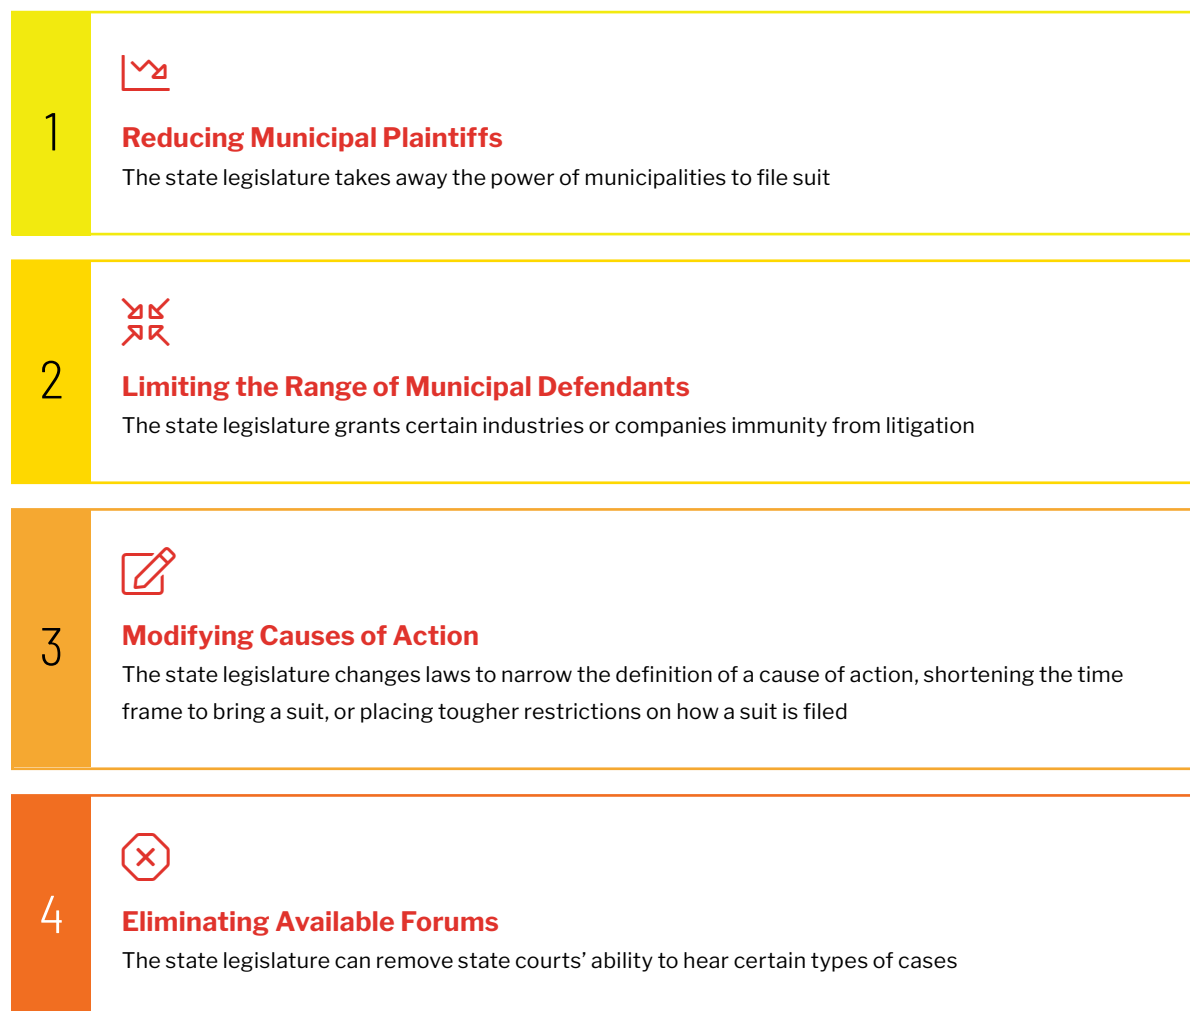 1
Reducing Municipal Plaintiffs
The state legislature takes away the power of municipalities to file suit
2
Limiting the Range of Municipal Defendants
The state legislature grants certain industries or companies immunity from litigation
3
Modifying Causes of Action
The state legislature changes laws to narrow the definition of a cause of action, shortening the time
frame to bring a suit, or placing tougher restrictions on how a suit is filed
4
Eliminating Available Forums
The state legislature can remove state courts’ ability to hear certain types of cases